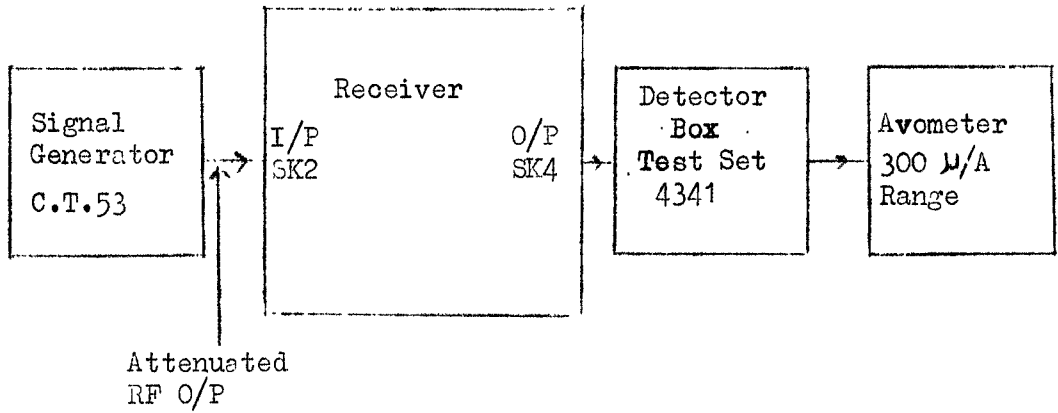 Signal
Generator
C.T.53
Receiver
I/P
SK2
O/P
SK4
Detector
Box
Test Set
4341
Avometer
300 μ/A
Range
Attenuated
RF O/P